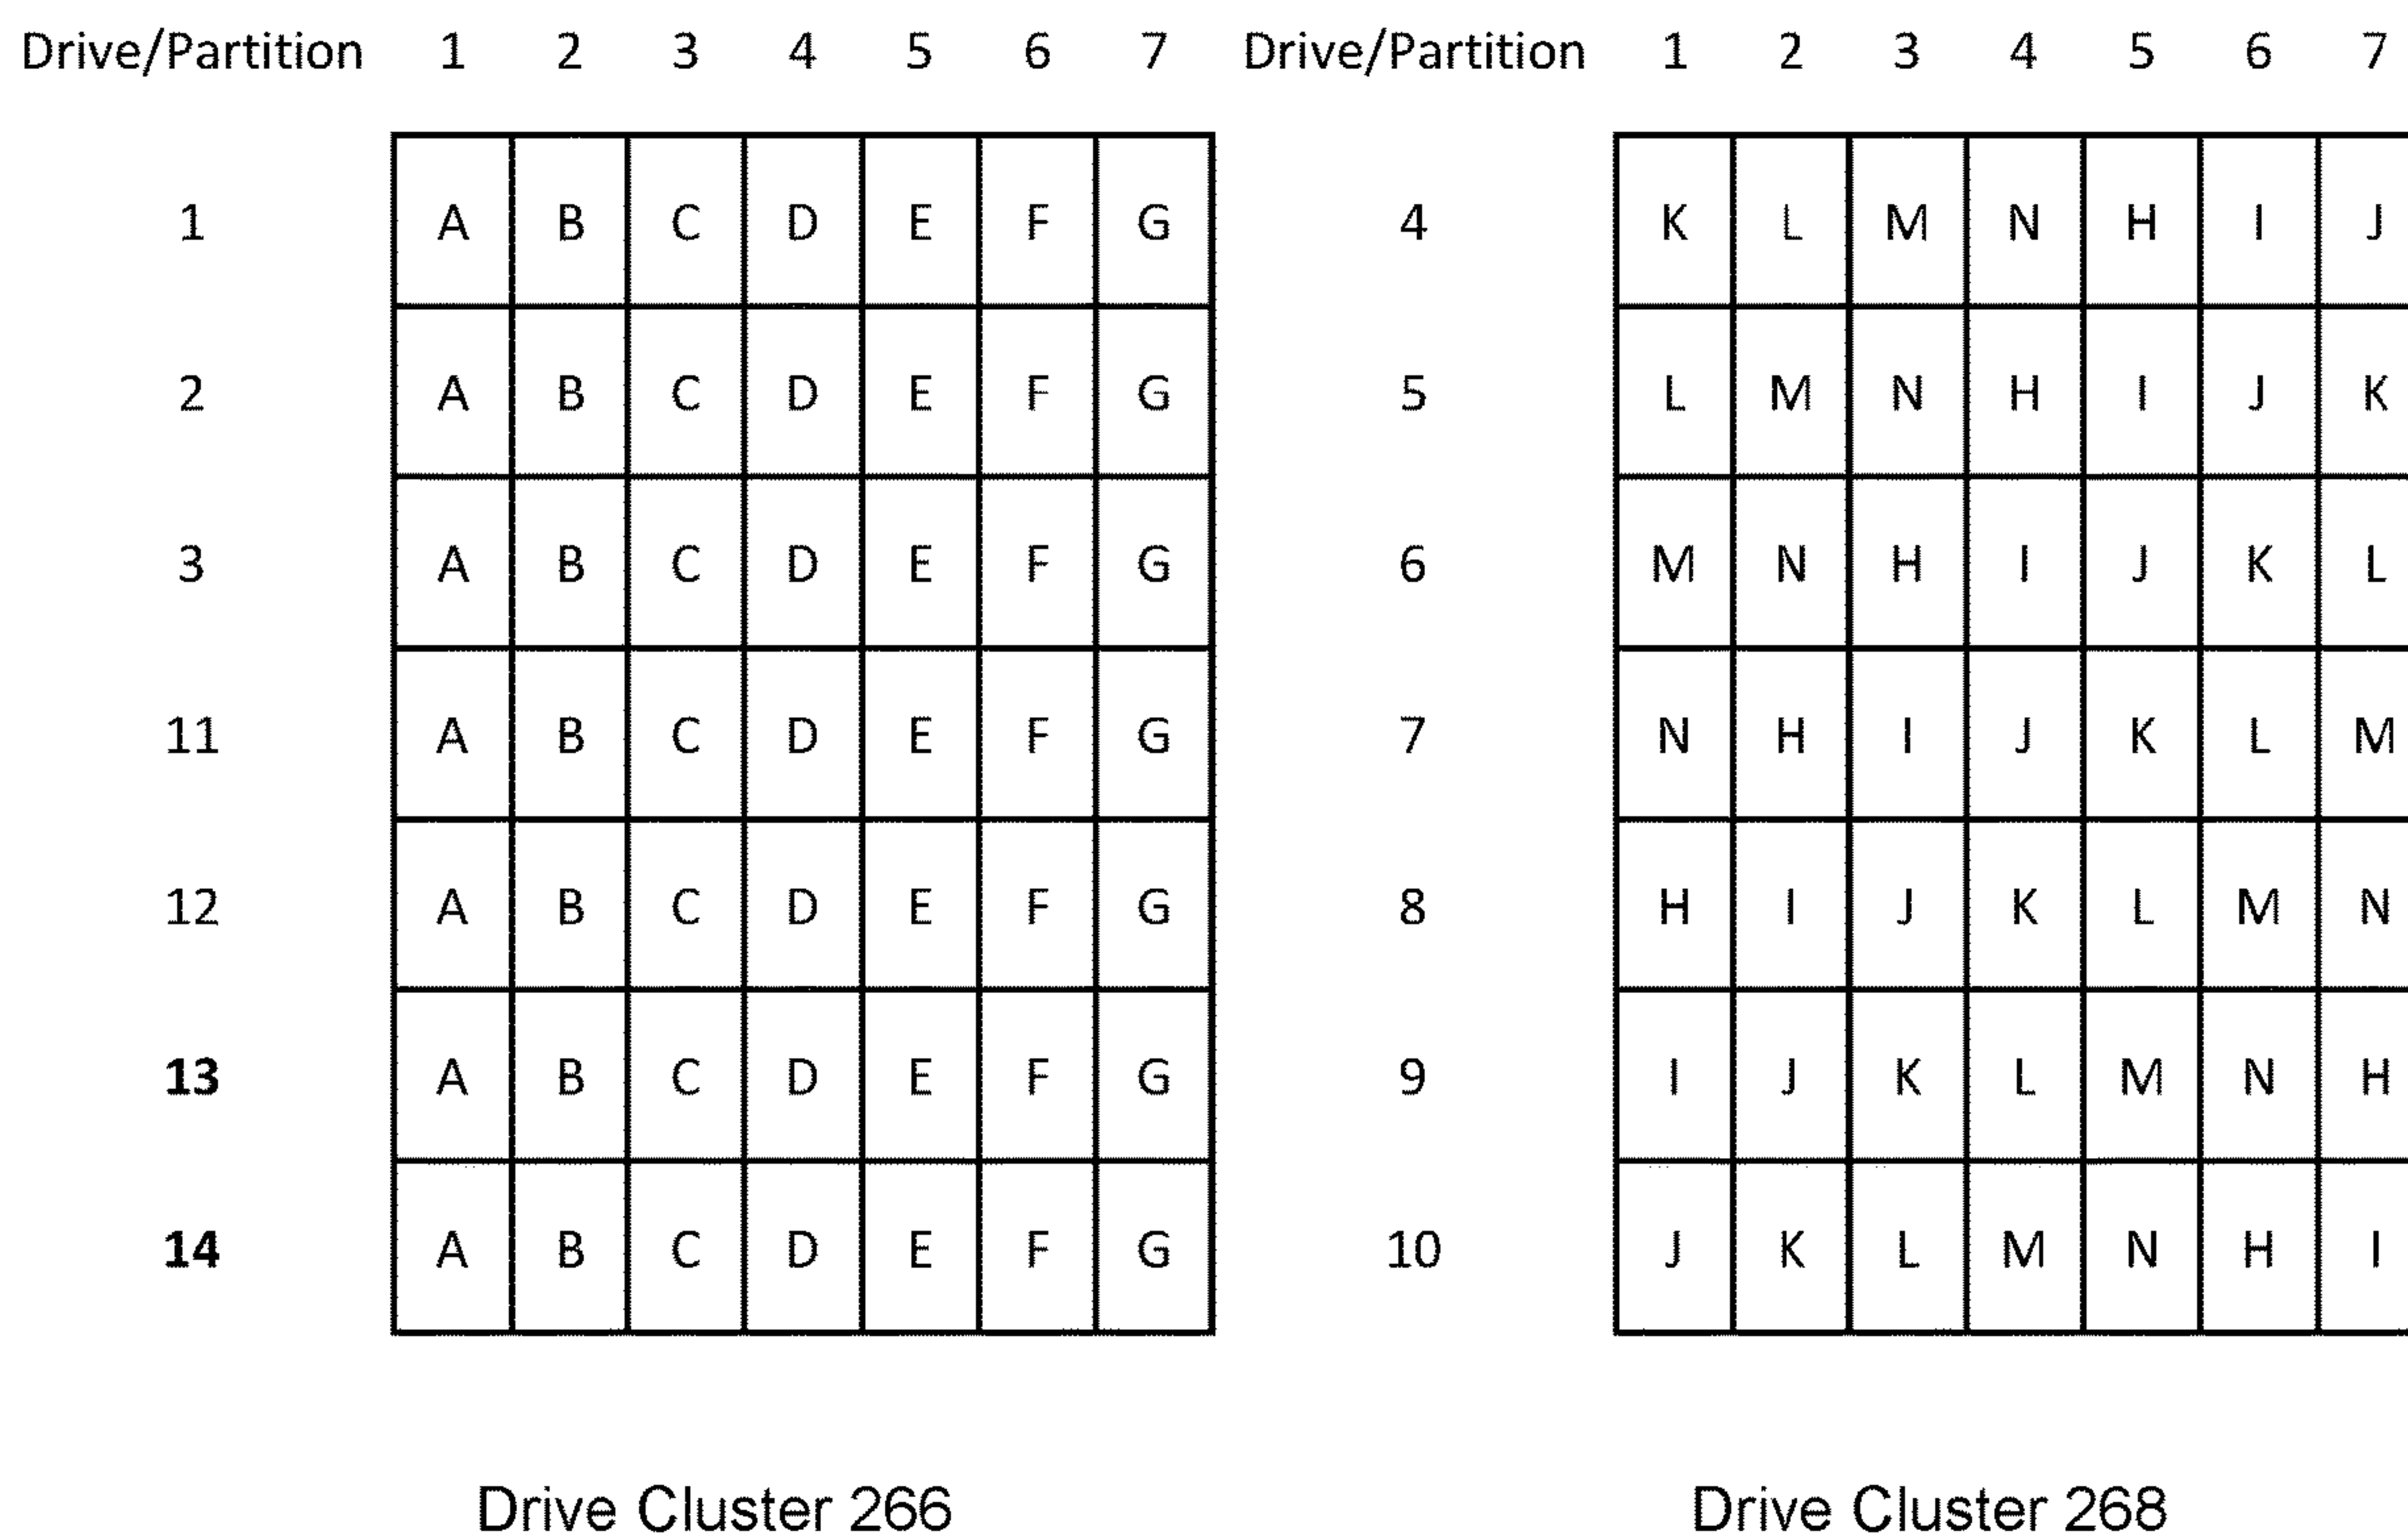 Drive/Partition 1 2 3 4 5 6 7 Drive/Partition 1 2 3 4 5 6 7
1 A B C D E F G 4 K L M N H I J
2 A B C D E F G 5 L M N H I J K
3 A B C D E F G 6 M N H I J K L
11 A B C D E F G 7 N H I J K L M
12 A B C D E F G 8 H I J K L M N
13 A B C D E F G 9 I J K L M N H
14 A B C D E F G 10 J K L M N H I
Drive Cluster 266 Drive Cluster 268